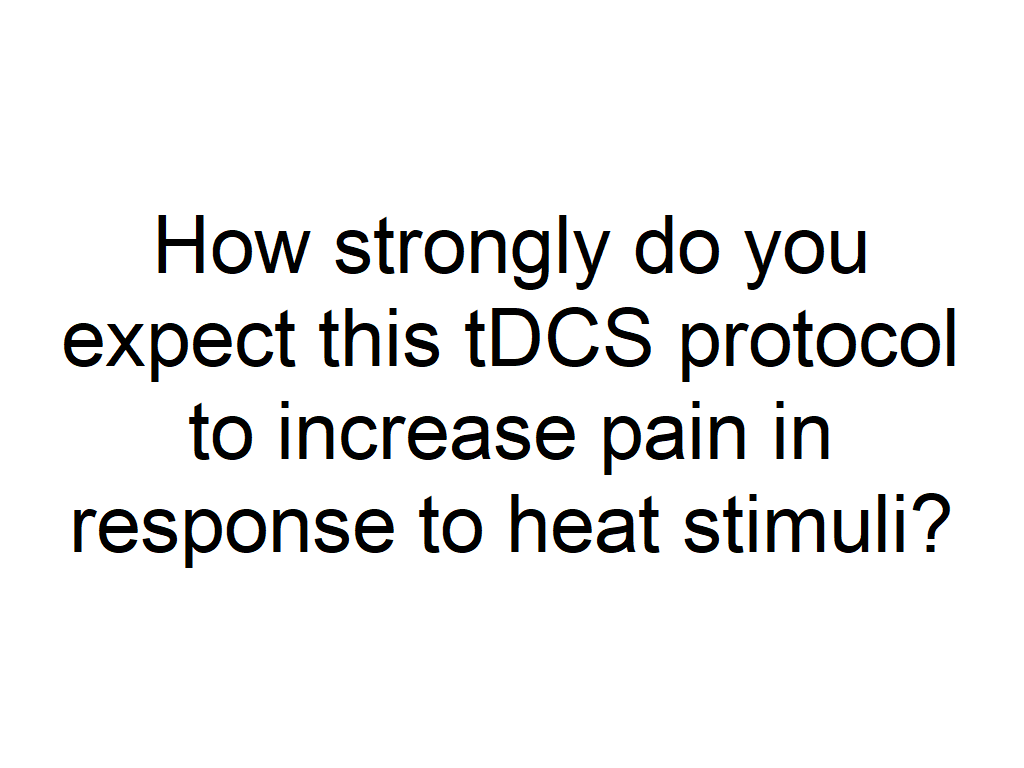 How strongly do you
expect this tDCS protocol
to increase pain in
response to heat stimuli?